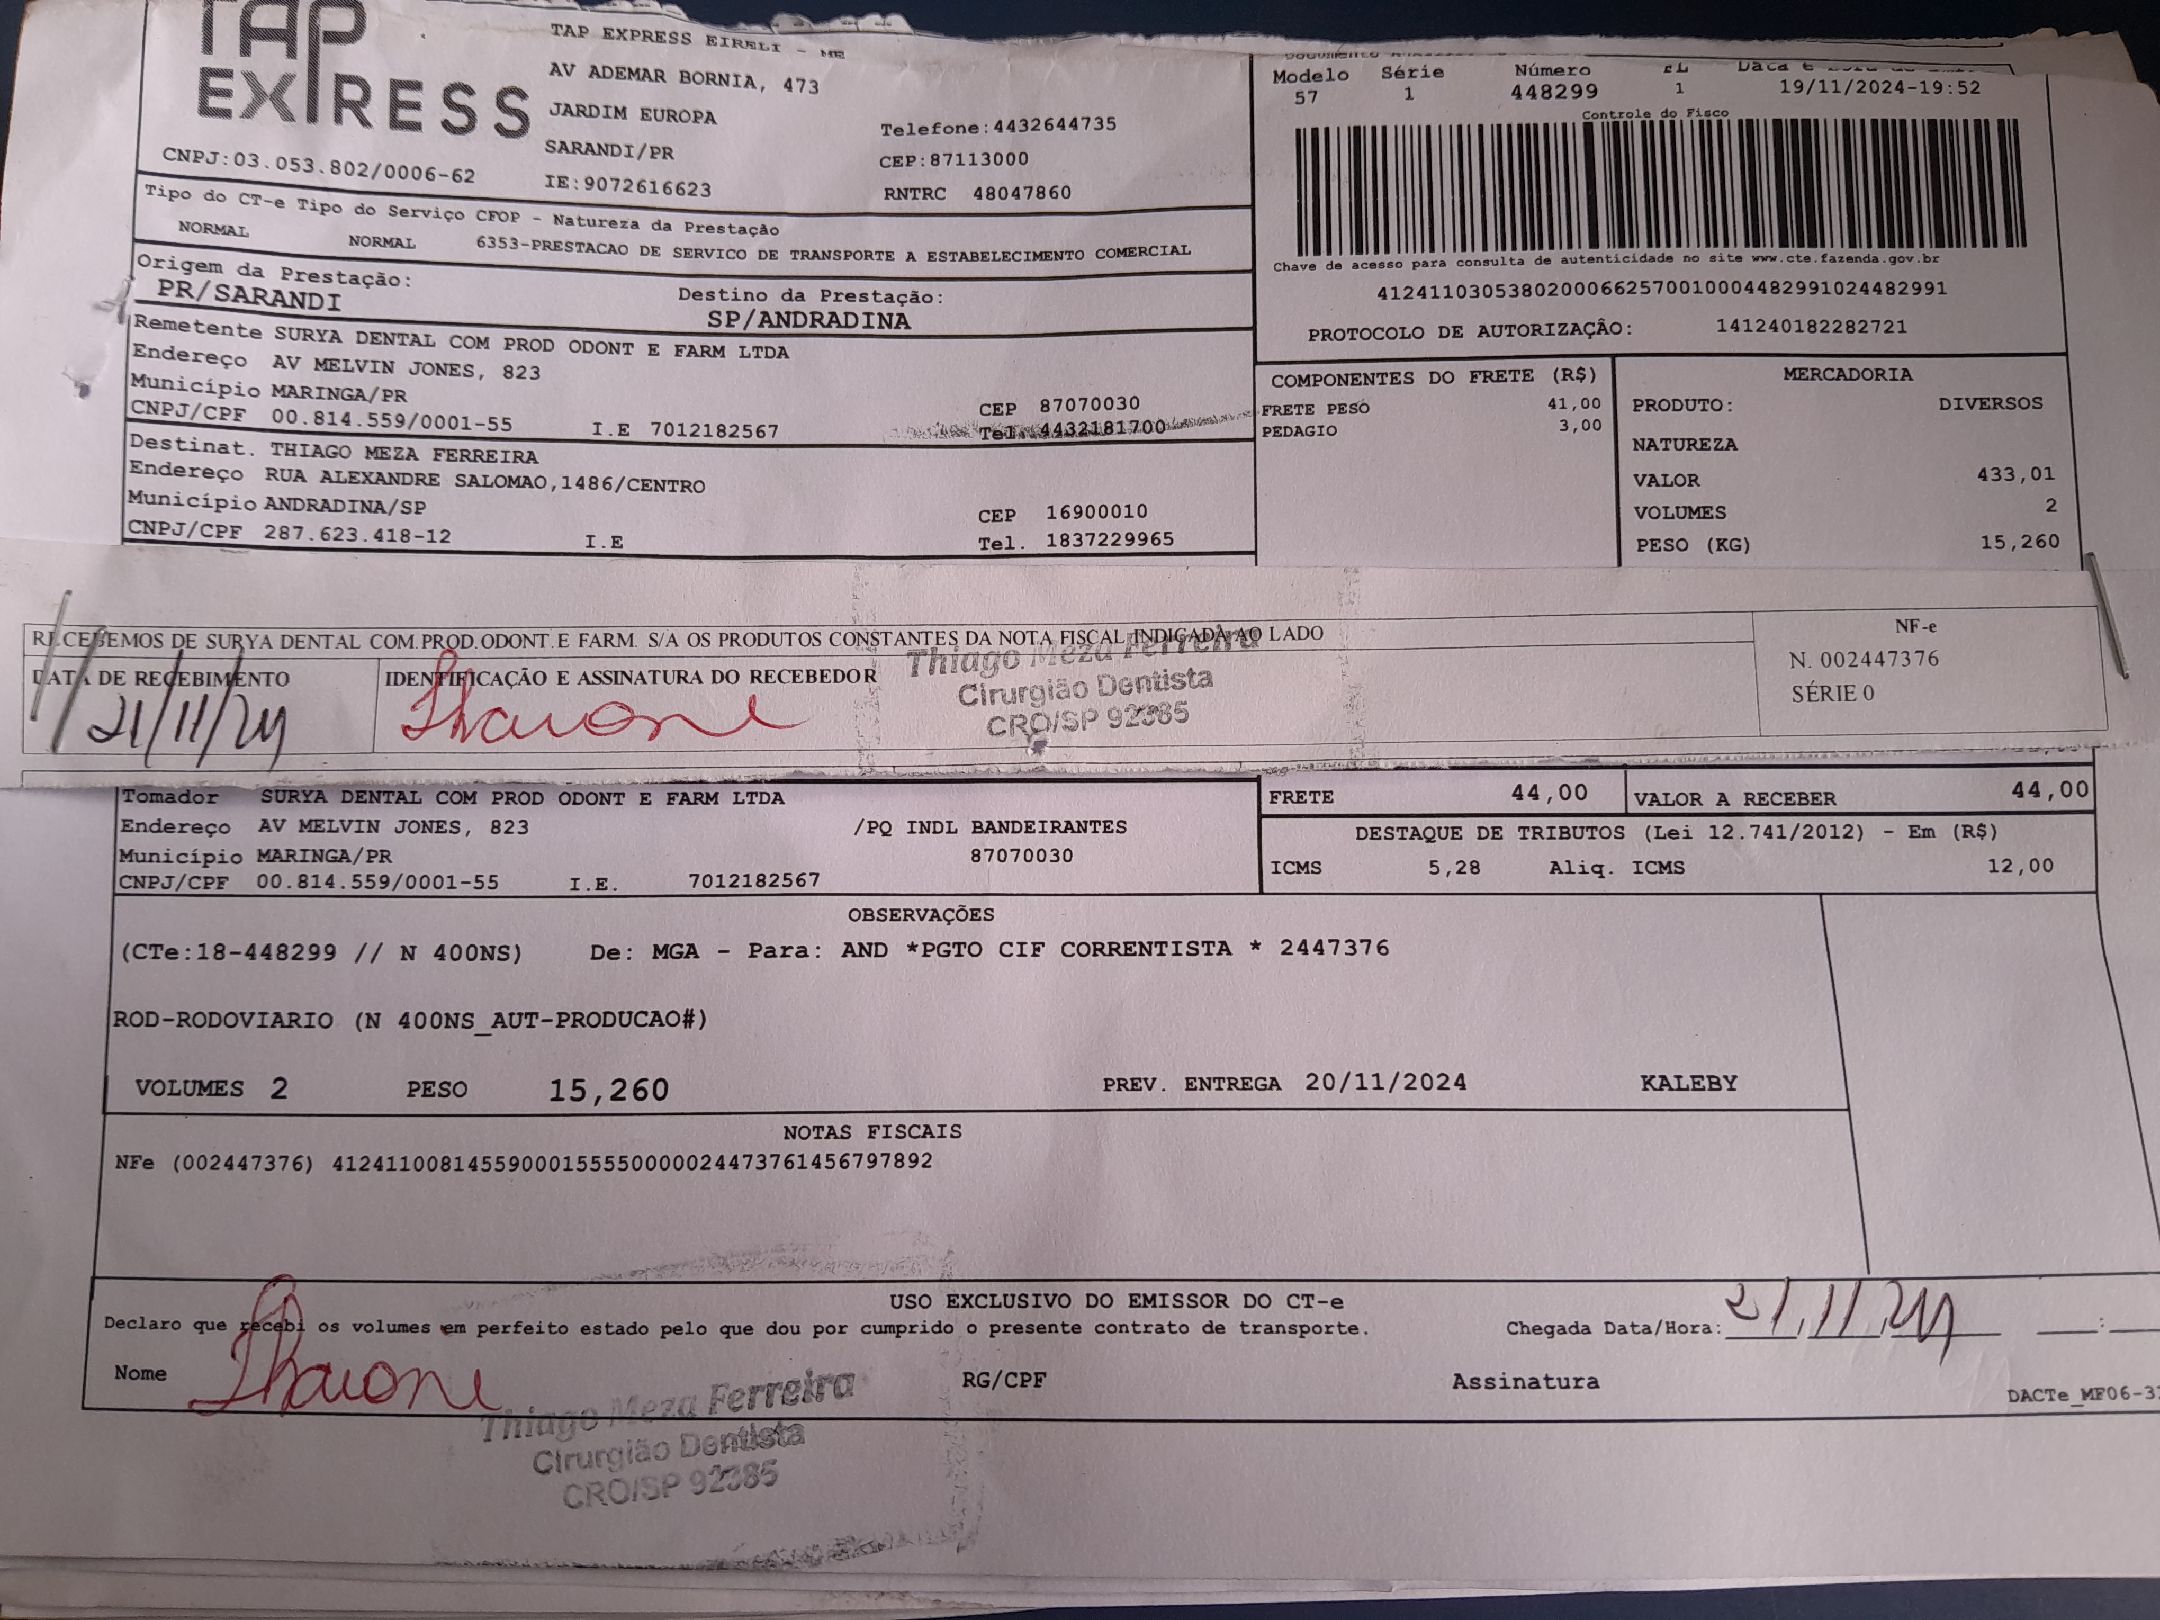 TAP
EXPRESS
TAP EXPRESS EIRELI - ME
AV ADEMAR BORNIA, 473
JARDIM EUROPA
SARANDI/PR
IE:9072616623
Telefone:4432644735
CEP:87113000
RNTRC 48047860
CNPJ:03.053.802/0006-62
Modelo Série Número FL
57 1 448299 1 19/11/2024-19:52
Controle do Fisco
Chave de acesso para consulta de autenticidade no site www.cte.fazenda.gov.br
41241103053802000662570010004482991024482991
PROTOCOLO DE AUTORIZAÇÃO: 141240182282721
Tipo do CT-e Tipo do Serviço CFOP - Natureza da Prestação
NORMAL NORMAL 6353-PRESTACAO DE SERVICO DE TRANSPORTE A ESTABELECIMENTO COMERCIAL
Origem da Prestação: Destino da Prestação:
PR/SARANDI SP/ANDRADINA
Remetente SURYA DENTAL COM PROD ODONT E FARM LTDA
Endereço AV MELVIN JONES, 823
Município MARINGA/PR CEP 87070030
CNPJ/CPF 00.814.559/0001-55 I.E 7012182567 Tel. 4432181700
Destinat. THIAGO MEZA FERREIRA
Endereço RUA ALEXANDRE SALOMAO,1486/CENTRO
Município ANDRADINA/SP CEP 16900010
CNPJ/CPF 287.623.418-12 I.E Tel. 1837229965
COMPONENTES DO FRETE (R$)
FRETE PESO 41,00
PEDAGIO 3,00
MERCADORIA
PRODUTO: DIVERSOS
NATUREZA
VALOR 433,01
VOLUMES 2
PESO (KG) 15,260
RECEBEMOS DE SURYA DENTAL COM.PROD.ODONT.E FARM. S/A OS PRODUTOS CONSTANTES DA NOTA FISCAL INDICADA AO LADO
DATA DE RECEBIMENTO IDENTIFICAÇÃO E ASSINATURA DO RECEBEDOR
21/11/24
Thiago Meza Ferreira
Cirurgião Dentista
CRO/SP 92385
NF-e
N. 002447376
SÉRIE 0
Tomador SURYA DENTAL COM PROD ODONT E FARM LTDA
Endereço AV MELVIN JONES, 823 /PQ INDL BANDEIRANTES
Município MARINGA/PR 87070030
CNPJ/CPF 00.814.559/0001-55 I.E. 7012182567
FRETE 44,00 VALOR A RECEBER 44,00
DESTAQUE DE TRIBUTOS (Lei 12.741/2012) - Em (R$)
ICMS 5,28 Aliq. ICMS 12,00
OBSERVAÇÕES
(CTe:18-448299 // N 400NS) De: MGA - Para: AND *PGTO CIF CORRENTISTA * 2447376
ROD-RODOVIARIO (N 400NS_AUT-PRODUCAO#)
VOLUMES 2 PESO 15,260 PREV. ENTREGA 20/11/2024 KALEBY
NOTAS FISCAIS
NFe (002447376) 41241100814559000155550000024473761456797892
USO EXCLUSIVO DO EMISSOR DO CT-e
Declaro que recebi os volumes em perfeito estado pelo que dou por cumprido o presente contrato de transporte. Chegada Data/Hora: 21/11/24
Nome RG/CPF Assinatura
Thiago Meza Ferreira
Cirurgião Dentista
CRO/SP 92385